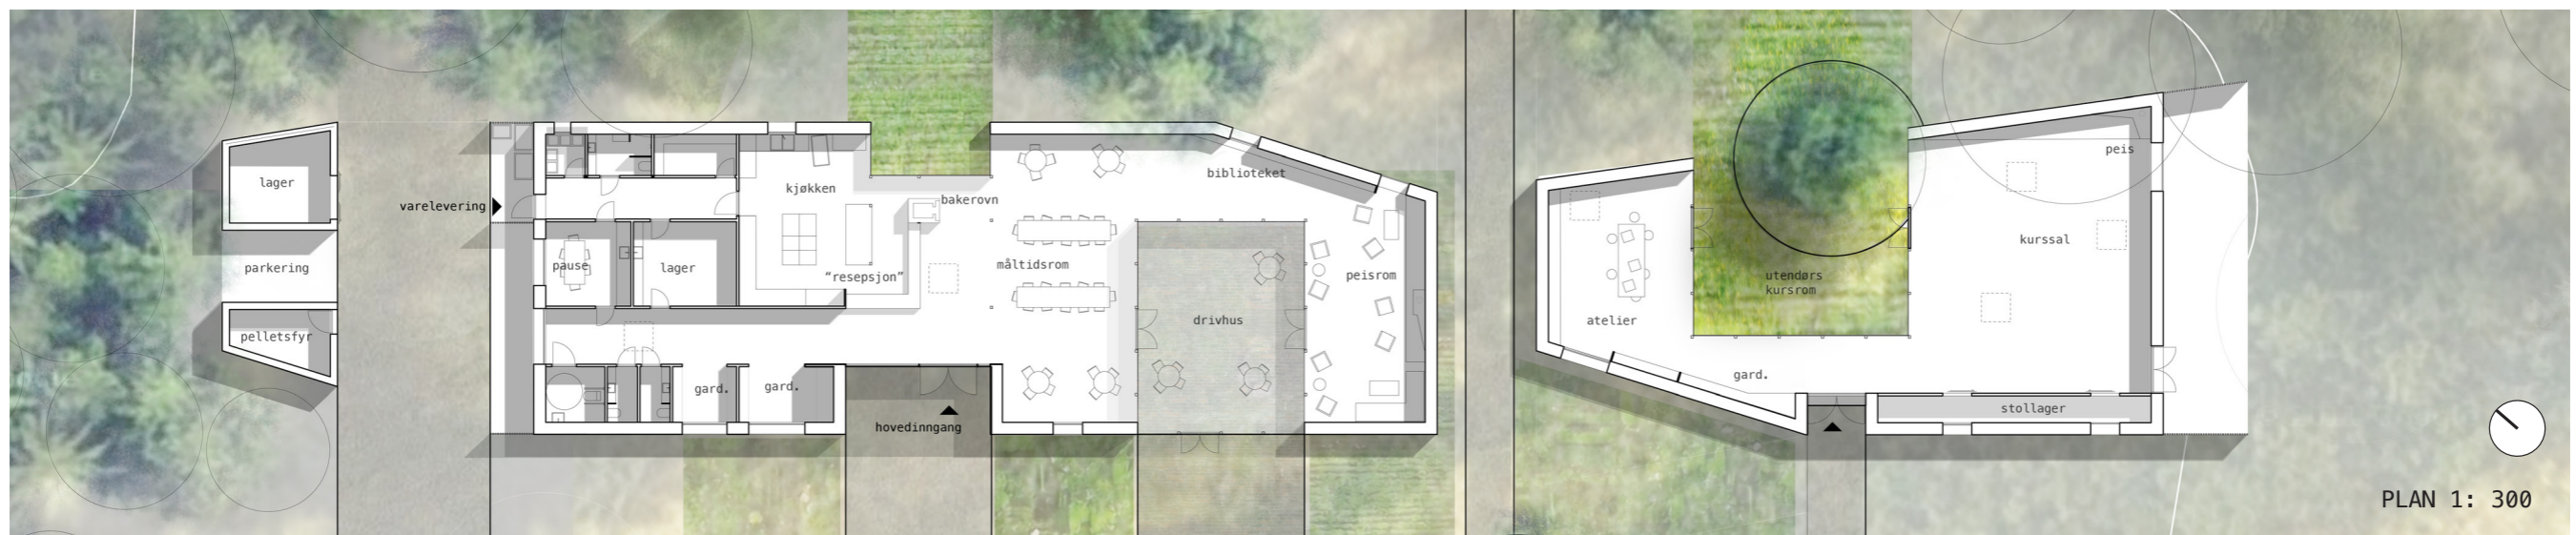 lager
parkering
pelletsfyr
varelevering
pause
lager
kjøkken
"resepsjon"
bakerovn
måltidsrom
gard.
gard.
hovedinngang
biblioteket
drivhus
peisrom
atelier
gard.
utendørs
kursrom
kurssal
peis
stollager
PLAN 1: 300